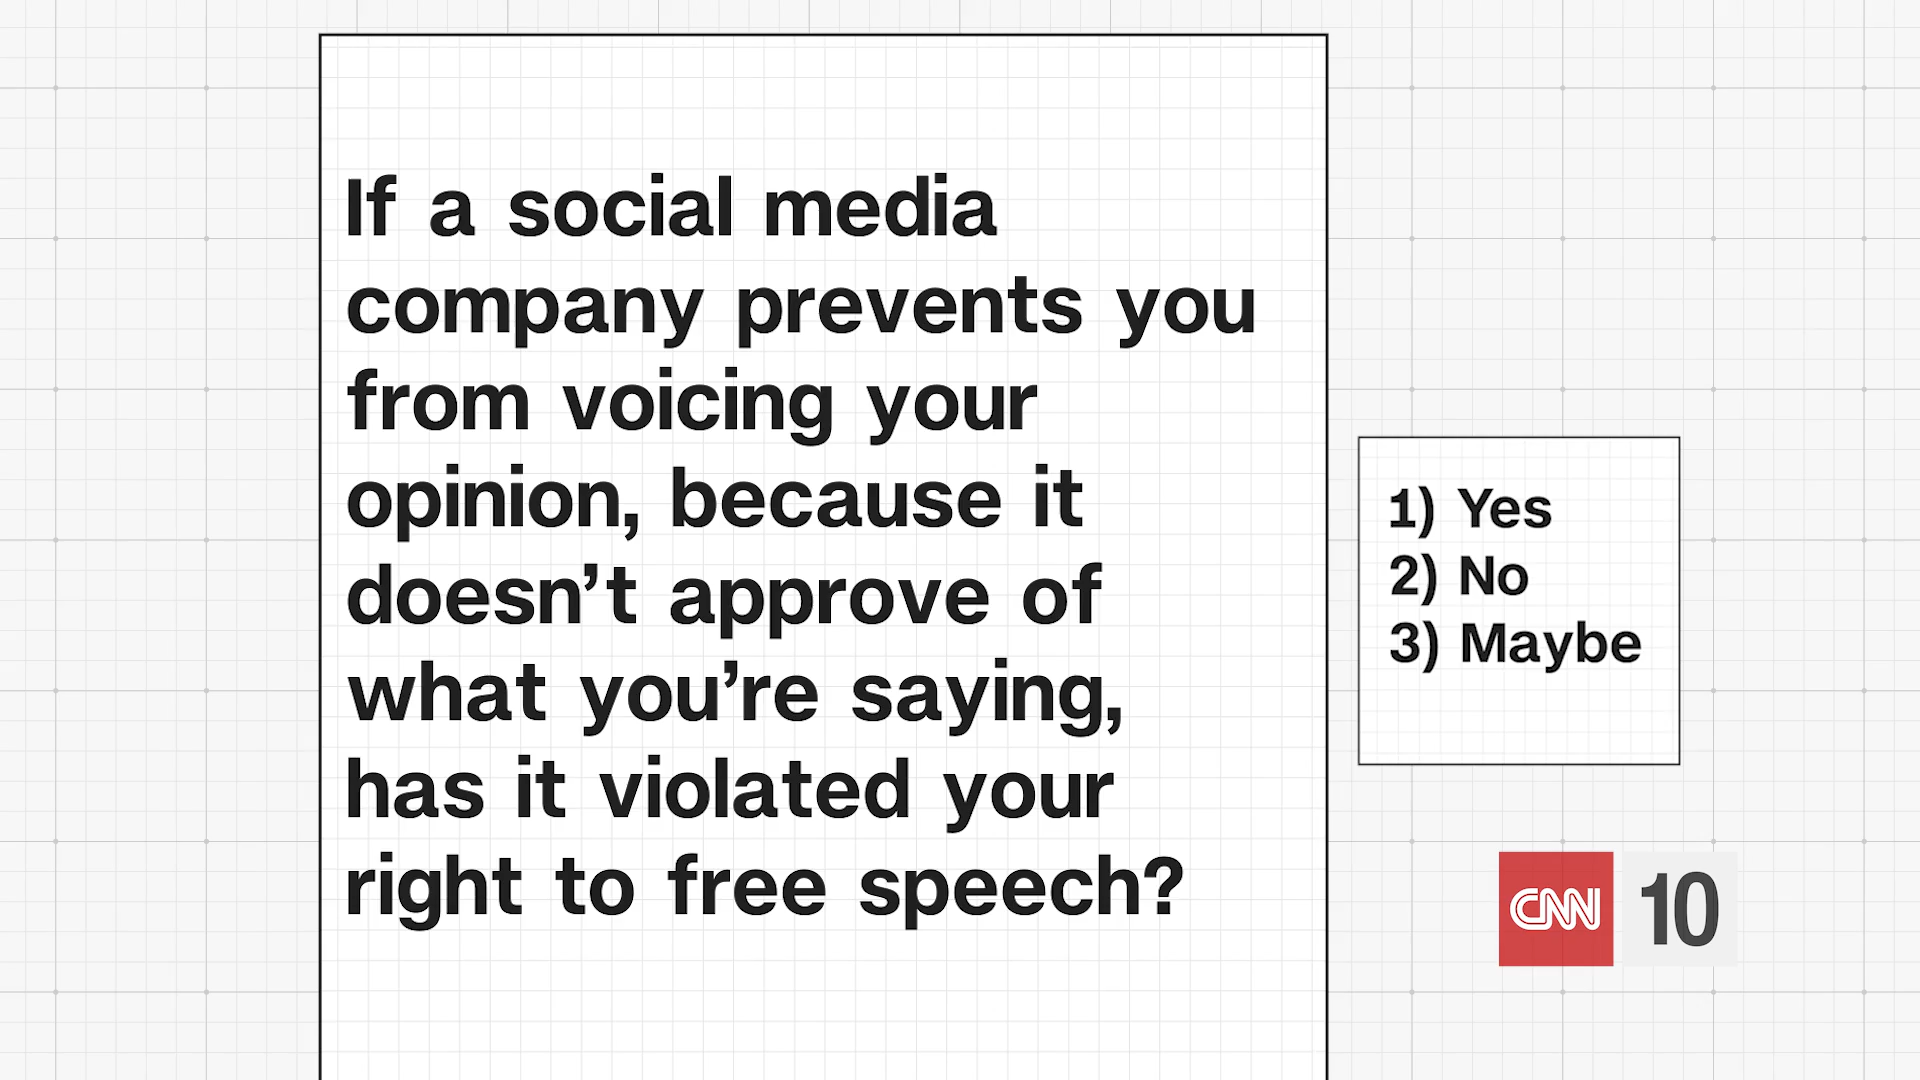 If a social media
company prevents you
from voicing your
opinion, because it
doesn’t approve of
what you’re saying,
has it violated your
right to free speech?
1) Yes
2) No
3) Maybe
CNN 10